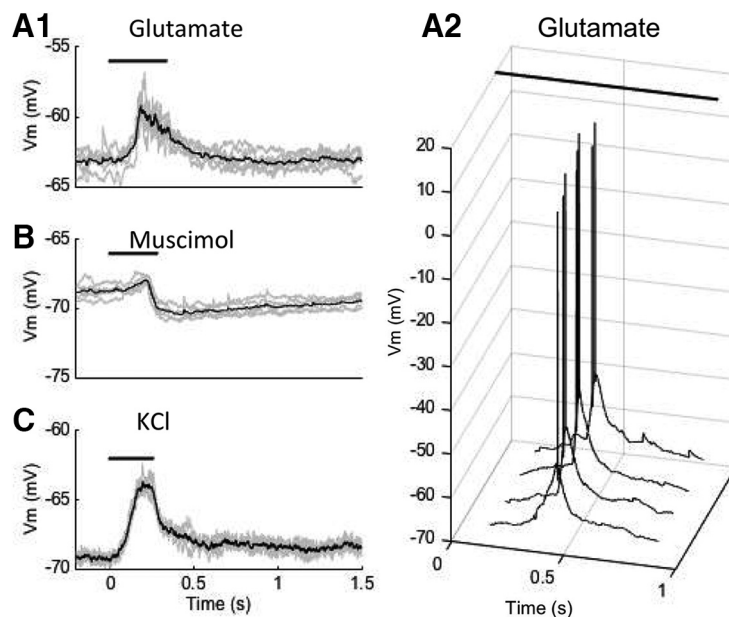 A1
Glutamate
-55
-60
-65
Vm (mV)
B
Muscimol
-65
-70
-75
Vm (mV)
C
KCl
-60
-65
-70
Vm (mV)
0
0.5
1
1.5
Time (s)
A2
Glutamate
20
10
0
-10
-20
-30
-40
-50
-60
-70
Vm (mV)
0
0.5
1
Time (s)